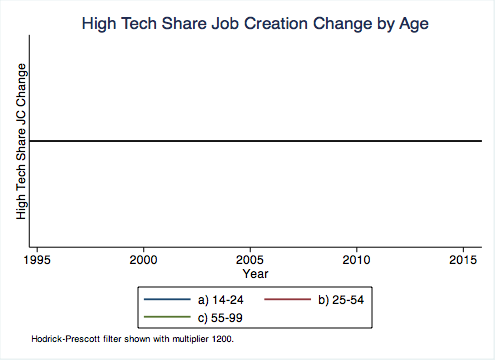 High Tech Share Job Creation Change by Age
High Tech Share JC Change
1995 2000 2005 2010 2015
Year
a) 14-24 b) 25-54
c) 55-99
Hodrick-Prescott filter shown with multiplier 1200.